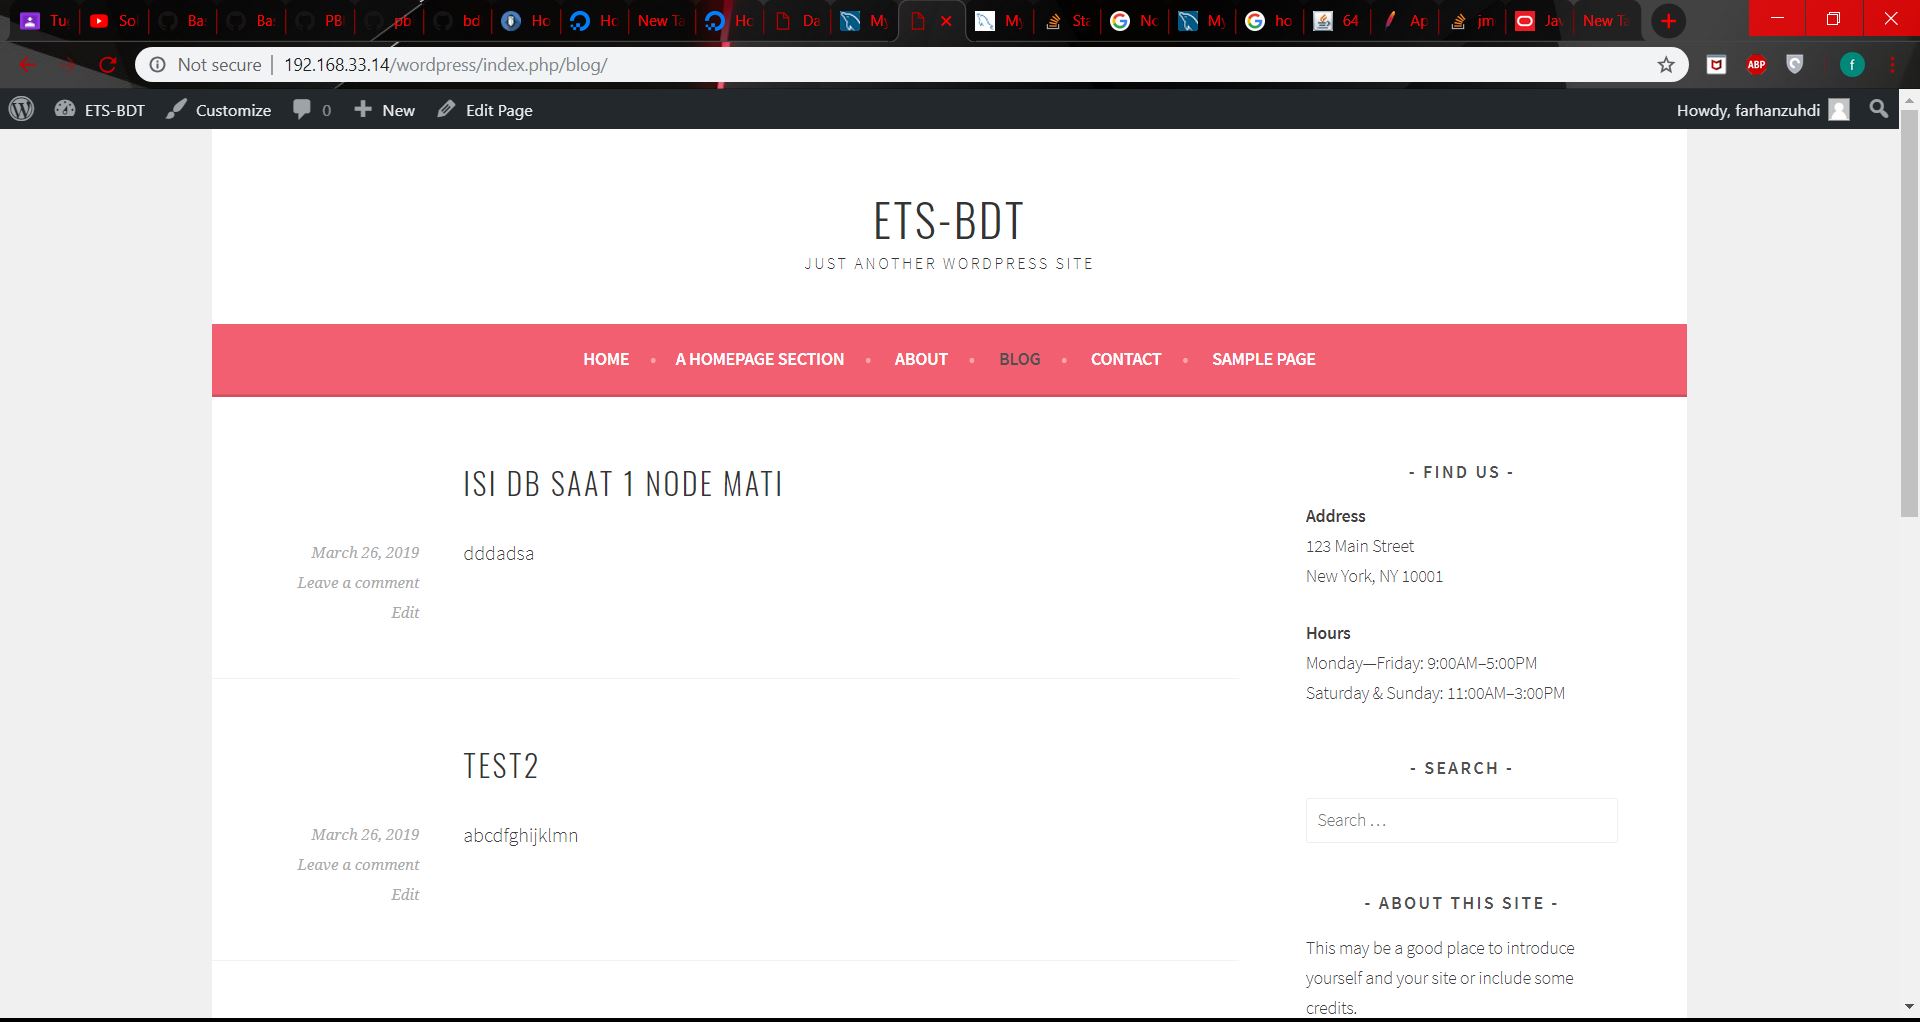 Tu
So
Ba
Ba
PB
pb
bd
Ho
Ho
New Ta
Ho
Da
My
My
Sta
No
My
ho
64
Ap
jm
Jav
New Ta
Not secure
192.168.33.14/wordpress/index.php/blog/
ABP
f
ETS-BDT
Customize
0
New
Edit Page
Howdy, farhanzuhdi
ETS-BDT
JUST ANOTHER WORDPRESS SITE
HOME
A HOMEPAGE SECTION
ABOUT
BLOG
CONTACT
SAMPLE PAGE
ISI DB SAAT 1 NODE MATI
March 26, 2019
Leave a comment
Edit
dddadsa
TEST2
March 26, 2019
Leave a comment
Edit
abcdfghijklmn
- FIND US -
Address
123 Main Street
New York, NY 10001
Hours
Monday—Friday: 9:00AM–5:00PM
Saturday & Sunday: 11:00AM–3:00PM
- SEARCH -
Search …
- ABOUT THIS SITE -
This may be a good place to introduce
yourself and your site or include some
credits.